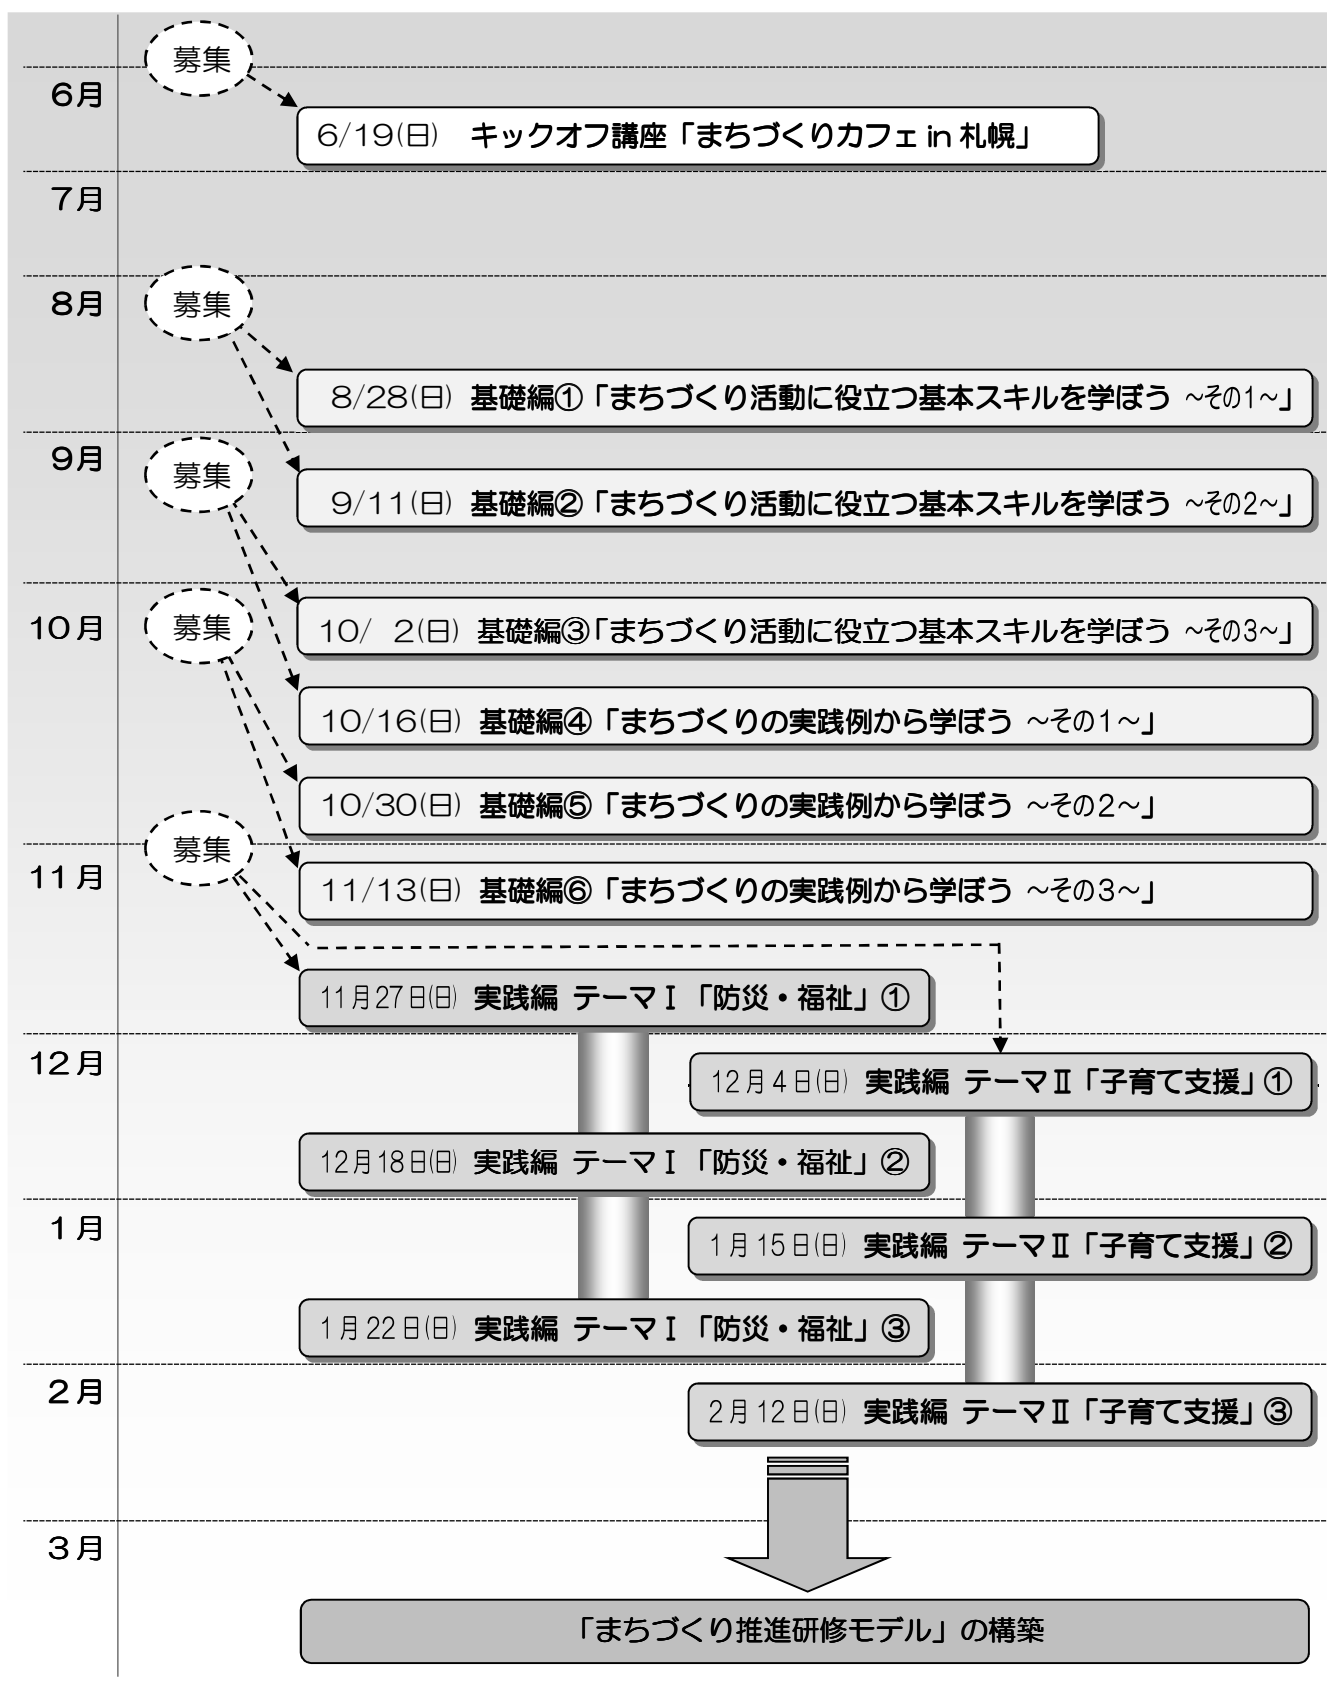 募集
6月
6/19(日) キックオフ講座「まちづくりカフェ in 札幌」
7月
8月
募集
8/28(日) 基礎編①「まちづくり活動に役立つ基本スキルを学ぼう ～その1～」
9月
募集
9/11(日) 基礎編②「まちづくり活動に役立つ基本スキルを学ぼう ～その2～」
10月
募集
10/ 2(日) 基礎編③「まちづくり活動に役立つ基本スキルを学ぼう ～その3～」
10/16(日) 基礎編④「まちづくりの実践例から学ぼう ～その1～」
10/30(日) 基礎編⑤「まちづくりの実践例から学ぼう ～その2～」
募集
11月
11/13(日) 基礎編⑥「まちづくりの実践例から学ぼう ～その3～」
11月27日(日) 実践編 テーマⅠ「防災・福祉」①
12月
12月4日(日) 実践編 テーマⅡ「子育て支援」①
12月18日(日) 実践編 テーマⅠ「防災・福祉」②
1月
1月15日(日) 実践編 テーマⅡ「子育て支援」②
1月22日(日) 実践編 テーマⅠ「防災・福祉」③
2月
2月12日(日) 実践編 テーマⅡ「子育て支援」③
3月
「まちづくり推進研修モデル」の構築